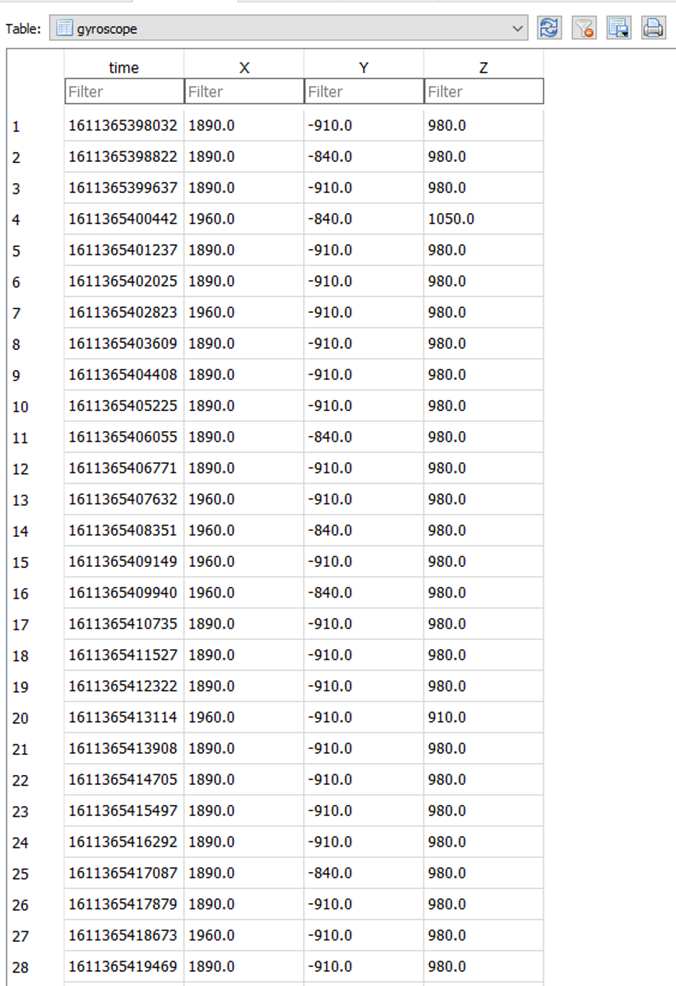 Table: gyroscope
time X Y Z
Filter Filter Filter Filter
1 1611365398032 1890.0 -910.0 980.0
2 1611365398822 1890.0 -840.0 980.0
3 1611365399637 1890.0 -910.0 980.0
4 1611365400442 1960.0 -840.0 1050.0
5 1611365401237 1890.0 -910.0 980.0
6 1611365402025 1890.0 -910.0 980.0
7 1611365402823 1960.0 -910.0 980.0
8 1611365403609 1890.0 -910.0 980.0
9 1611365404408 1890.0 -910.0 980.0
10 1611365405225 1890.0 -910.0 980.0
11 1611365406055 1890.0 -840.0 980.0
12 1611365406771 1890.0 -910.0 980.0
13 1611365407632 1960.0 -910.0 980.0
14 1611365408351 1960.0 -840.0 980.0
15 1611365409149 1960.0 -910.0 980.0
16 1611365409940 1960.0 -840.0 980.0
17 1611365410735 1890.0 -910.0 980.0
18 1611365411527 1890.0 -910.0 980.0
19 1611365412322 1890.0 -910.0 980.0
20 1611365413114 1960.0 -910.0 910.0
21 1611365413908 1890.0 -910.0 980.0
22 1611365414705 1890.0 -910.0 980.0
23 1611365415497 1890.0 -910.0 980.0
24 1611365416292 1890.0 -910.0 980.0
25 1611365417087 1890.0 -840.0 980.0
26 1611365417879 1890.0 -910.0 980.0
27 1611365418673 1960.0 -910.0 980.0
28 1611365419469 1890.0 -910.0 980.0